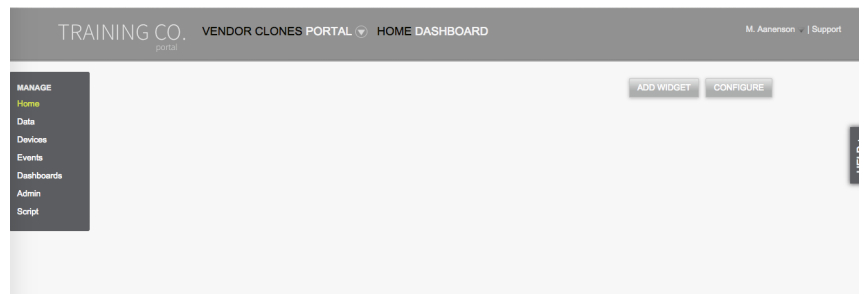 TRAINING CO.
portal
VENDOR CLONES PORTAL HOME DASHBOARD
M. Aanenson | Support
MANAGE
Home
Data
Devices
Events
Dashboards
Admin
Script
ADD WIDGET CONFIGURE
HELP